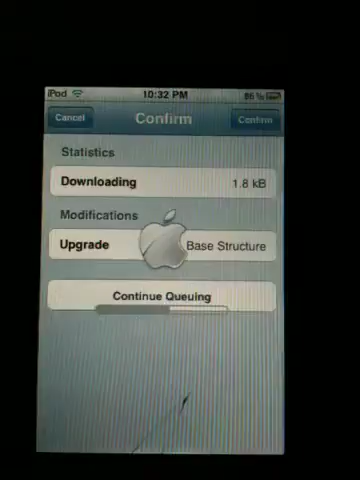 iPod 10:32 PM 86 %
Cancel Confirm Confirm
Statistics
Downloading 1.8 kB
Modifications
Upgrade Base Structure
Continue Queuing